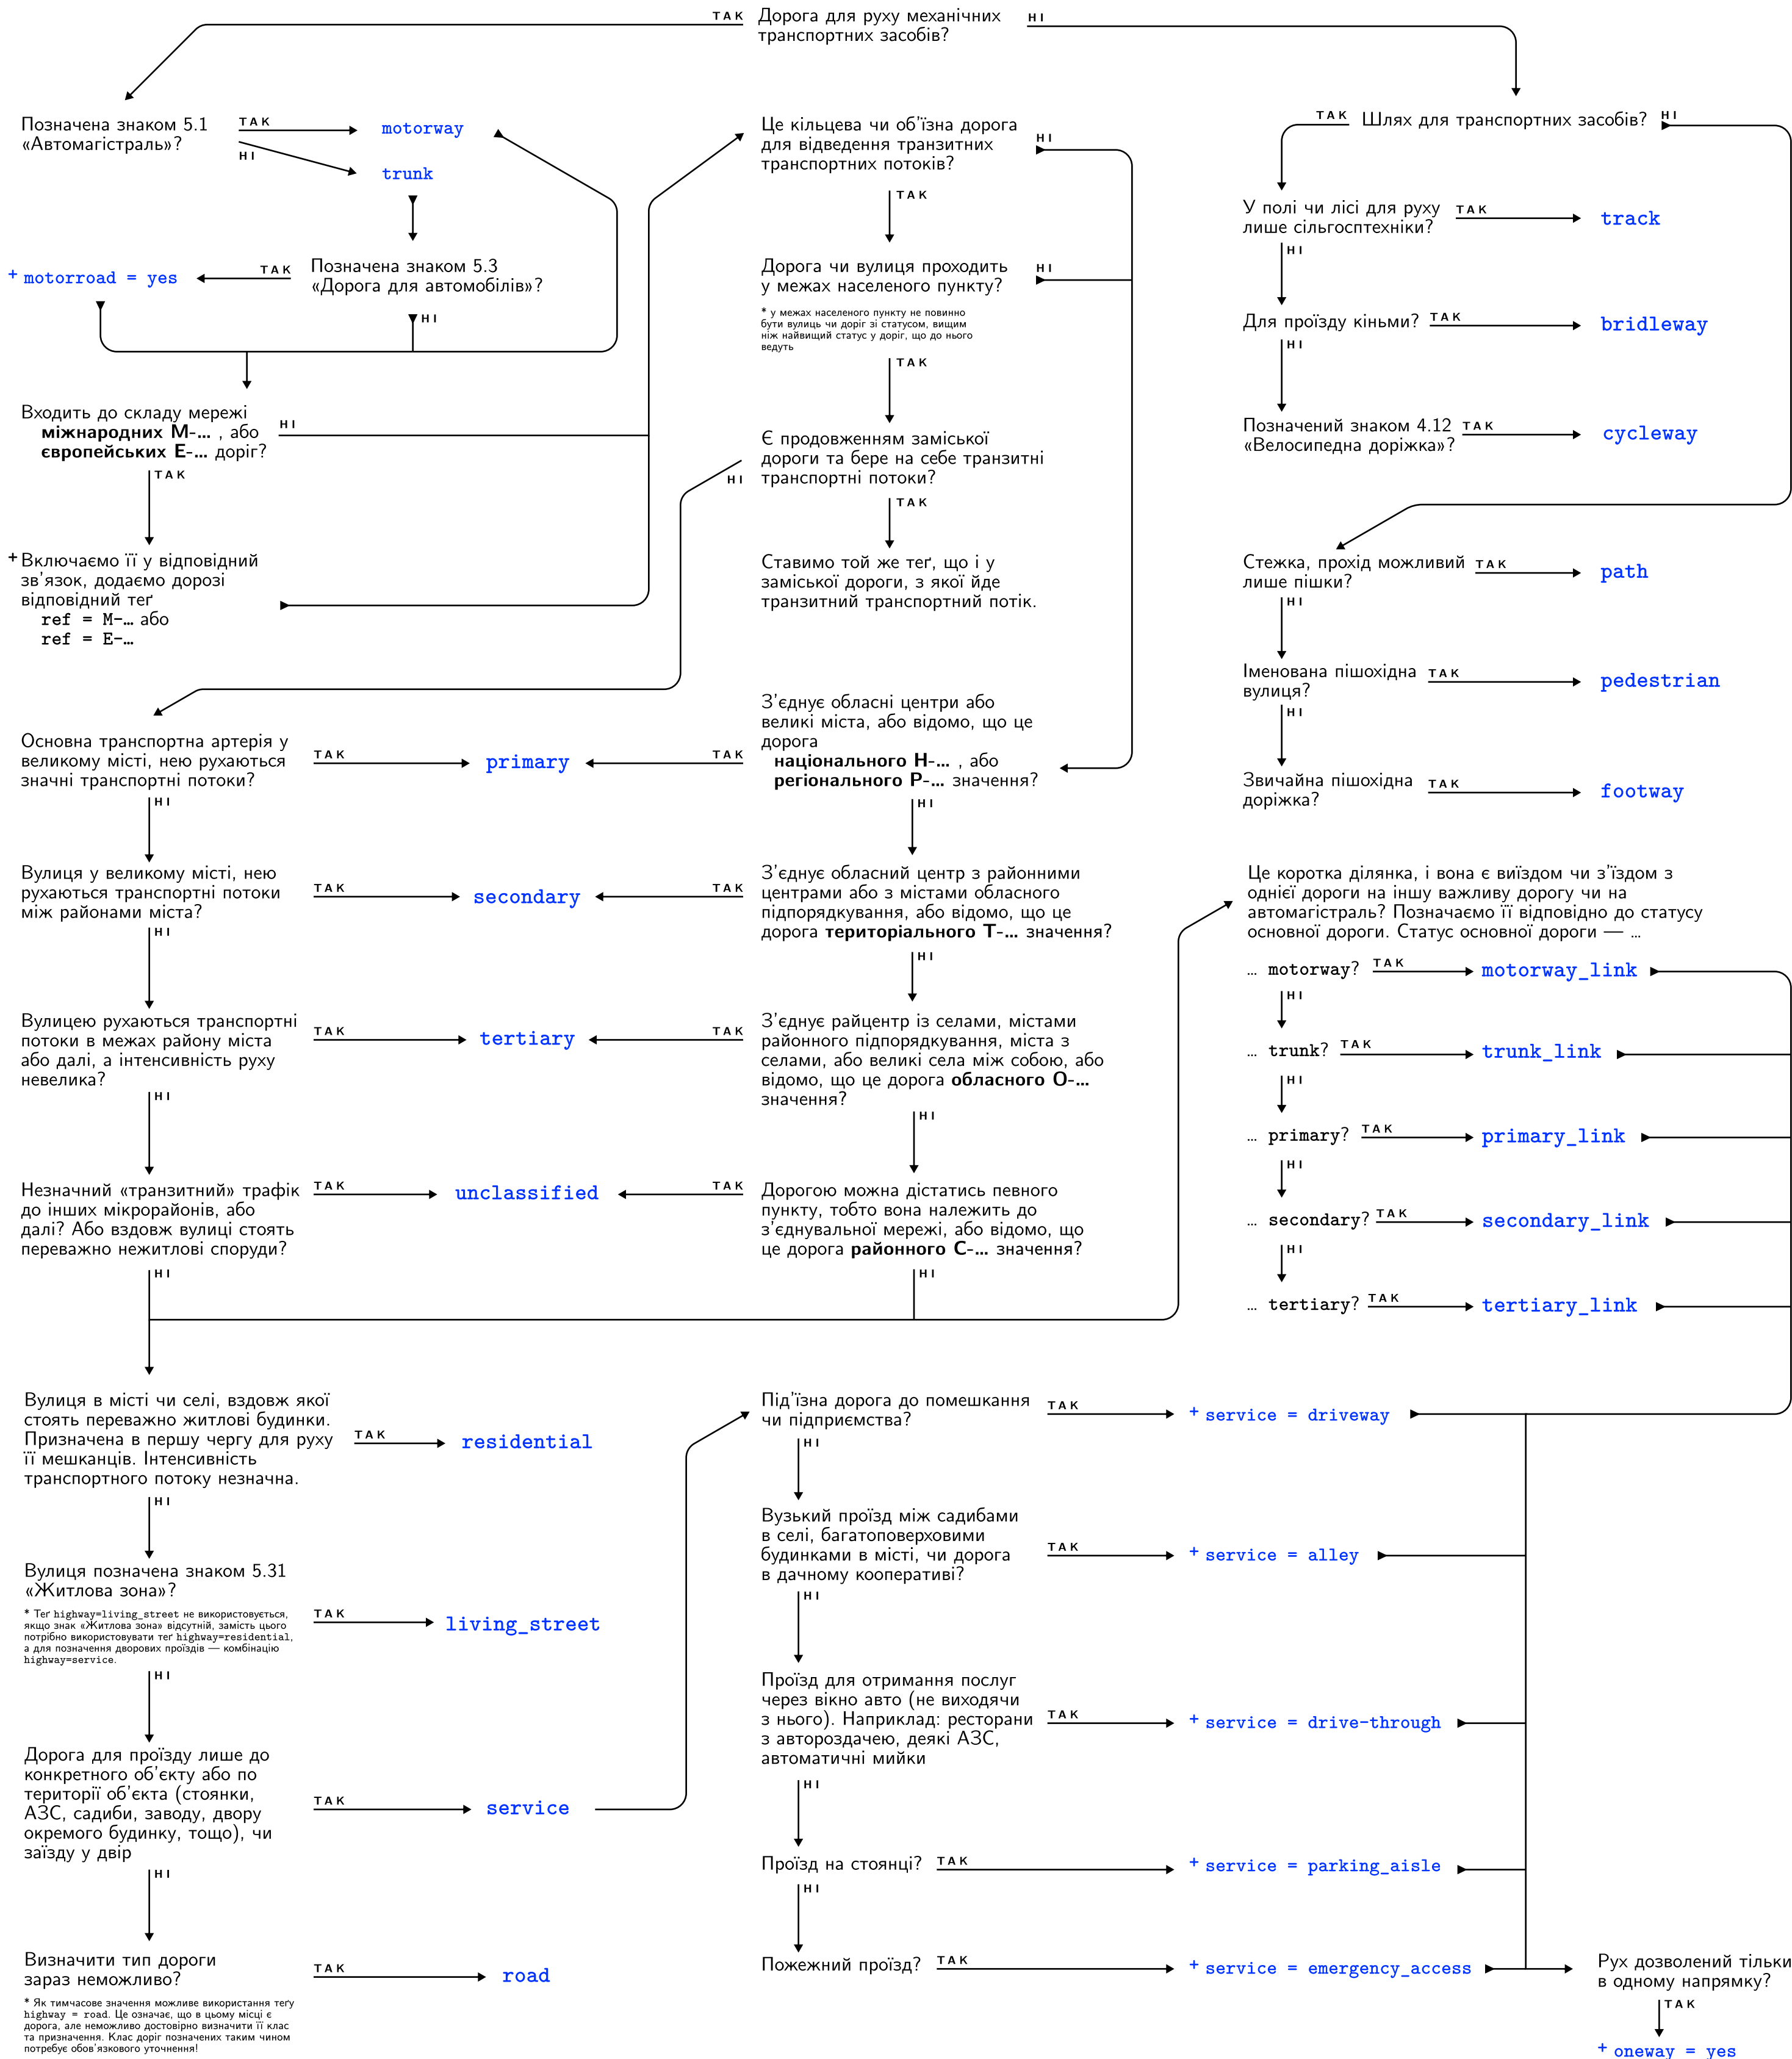 ТАК
Дорога для руху механічних
транспортних засобів?
НІ
Позначена знаком 5.1
«Автомагістраль»?
ТАК
motorway
НІ
trunk
+ motorroad = yes
ТАК
Позначена знаком 5.3
«Дорога для автомобілів»?
НІ
Входить до складу мережі
міжнародних М-… , або
європейських Е-… доріг?
НІ
ТАК
+ Включаємо її у відповідний
зв'язок, додаємо дорозі
відповідний теґ
ref = М-… або
ref = Е-…
Це кільцева чи об'їзна дорога
для відведення транзитних
транспортних потоків?
НІ
ТАК
Дорога чи вулиця проходить
у межах населеного пункту?
НІ
* у межах населеного пункту не повинно
бути вулиць чи доріг зі статусом, вищим
ніж найвищий статус у доріг, що до нього
ведуть
ТАК
Є продовженням заміської
дороги та бере на себе транзитні
транспортні потоки?
НІ
ТАК
Ставимо той же теґ, що і у
заміської дороги, з якої йде
транзитний транспортний потік.
ТАК
Шлях для транспортних засобів?
НІ
У полі чи лісі для руху
лише сільгосптехніки?
ТАК
track
НІ
Для проїзду кіньми?
ТАК
bridleway
НІ
Позначений знаком 4.12
«Велосипедна доріжка»?
ТАК
cycleway
Стежка, прохід можливий
лише пішки?
ТАК
path
НІ
Іменована пішохідна
вулиця?
ТАК
pedestrian
НІ
Звичайна пішохідна
доріжка?
ТАК
footway
Основна транспортна артерія у
великому місті, нею рухаються
значні транспортні потоки?
ТАК
primary
ТАК
З'єднує обласні центри або
великі міста, або відомо, що це
дорога
національного Н-… , або
регіонального Р-… значення?
НІ
НІ
Вулиця у великому місті, нею
рухаються транспортні потоки
між районами міста?
ТАК
secondary
ТАК
З'єднує обласний центр з районними
центрами або з містами обласного
підпорядкування, або відомо, що це
дорога територіального Т-… значення?
НІ
НІ
Вулицею рухаються транспортні
потоки в межах району міста
або далі, а інтенсивність руху
невелика?
ТАК
tertiary
ТАК
З'єднує райцентр із селами, містами
районного підпорядкування, міста з
селами, або великі села між собою, або
відомо, що це дорога обласного О-…
значення?
НІ
НІ
Незначний «транзитний» трафік
до інших мікрорайонів, або
далі? Або вздовж вулиці стоять
переважно нежитлові споруди?
ТАК
unclassified
ТАК
Дорогою можна дістатись певного
пункту, тобто вона належить до
з'єднувальної мережі, або відомо, що
це дорога районного С-… значення?
НІ
НІ
Це коротка ділянка, і вона є виїздом чи з'їздом з
однієї дороги на іншу важливу дорогу чи на
автомагістраль? Позначаємо її відповідно до статусу
основної дороги. Статус основної дороги — …
… motorway?
ТАК
motorway_link
НІ
… trunk?
ТАК
trunk_link
НІ
… primary?
ТАК
primary_link
НІ
… secondary?
ТАК
secondary_link
НІ
… tertiary?
ТАК
tertiary_link
Вулиця в місті чи селі, вздовж якої
стоять переважно житлові будинки.
Призначена в першу чергу для руху
її мешканців. Інтенсивність
транспортного потоку незначна.
ТАК
residential
НІ
Вулиця позначена знаком 5.31
«Житлова зона»?
* Теґ highway=living_street не використовується,
якщо знак «Житлова зона» відсутній, замість цього
потрібно використовувати теґ highway=residential,
а для позначення дворових проїздів — комбінацію
highway=service.
ТАК
living_street
НІ
Дорога для проїзду лише до
конкретного об'єкту або по
території об'єкта (стоянки,
АЗС, садиби, заводу, двору
окремого будинку, тощо), чи
заїзду у двір
ТАК
service
НІ
Визначити тип дороги
зараз неможливо?
* Як тимчасове значення можливе використання теґу
highway = road. Це означає, що в цьому місці є
дорога, але неможливо достовірно визначити її клас
та призначення. Клас доріг позначених таким чином
потребує обов'язкового уточнення!
ТАК
road
Під'їзна дорога до помешкання
чи підприємства?
ТАК
+ service = driveway
НІ
Вузький проїзд між садибами
в селі, багатоповерховими
будинками в місті, чи дорога
в дачному кооперативі?
ТАК
+ service = alley
НІ
Проїзд для отримання послуг
через вікно авто (не виходячи
з нього). Наприклад: ресторани
з автороздачею, деякі АЗС,
автоматичні мийки
ТАК
+ service = drive-through
НІ
Проїзд на стоянці?
ТАК
+ service = parking_aisle
НІ
Пожежний проїзд?
ТАК
+ service = emergency_access
Рух дозволений тільки
в одному напрямку?
ТАК
+ oneway = yes